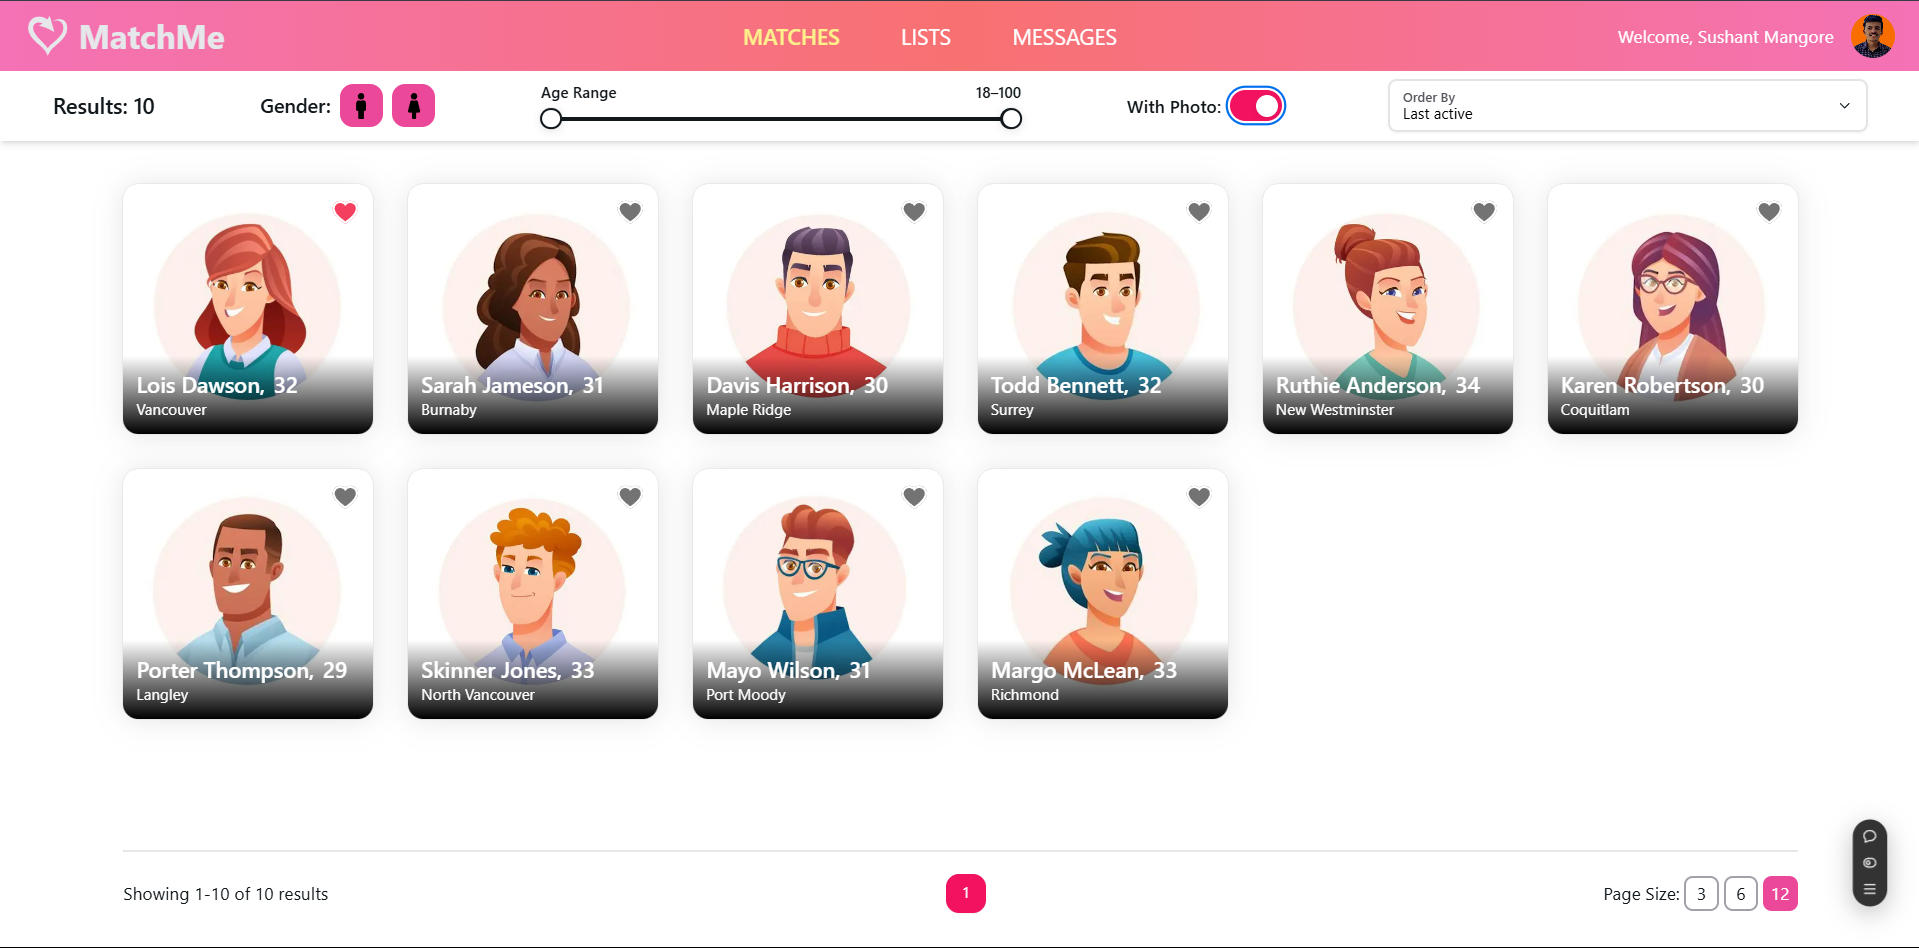 MatchMe
MATCHES
LISTS
MESSAGES
Welcome, Sushant Mangore
Results: 10
Gender:
Age Range
18–100
With Photo:
Order By
Last active
Lois Dawson, 32
Vancouver
Sarah Jameson, 31
Burnaby
Davis Harrison, 30
Maple Ridge
Todd Bennett, 32
Surrey
Ruthie Anderson, 34
New Westminster
Karen Robertson, 30
Coquitlam
Porter Thompson, 29
Langley
Skinner Jones, 33
North Vancouver
Mayo Wilson, 31
Port Moody
Margo McLean, 33
Richmond
Showing 1-10 of 10 results
1
Page Size: 3 6 12